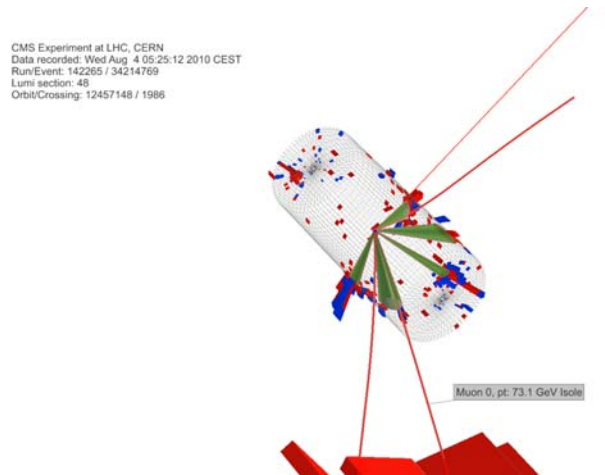 CMS Experiment at LHC, CERN
Data recorded: Wed Aug 4 05:25:12 2010 CEST
Run/Event: 142265 / 34214769
Lumi section: 48
Orbit/Crossing: 12457148 / 1986
Muon 0, pt: 73.1 GeV Isole